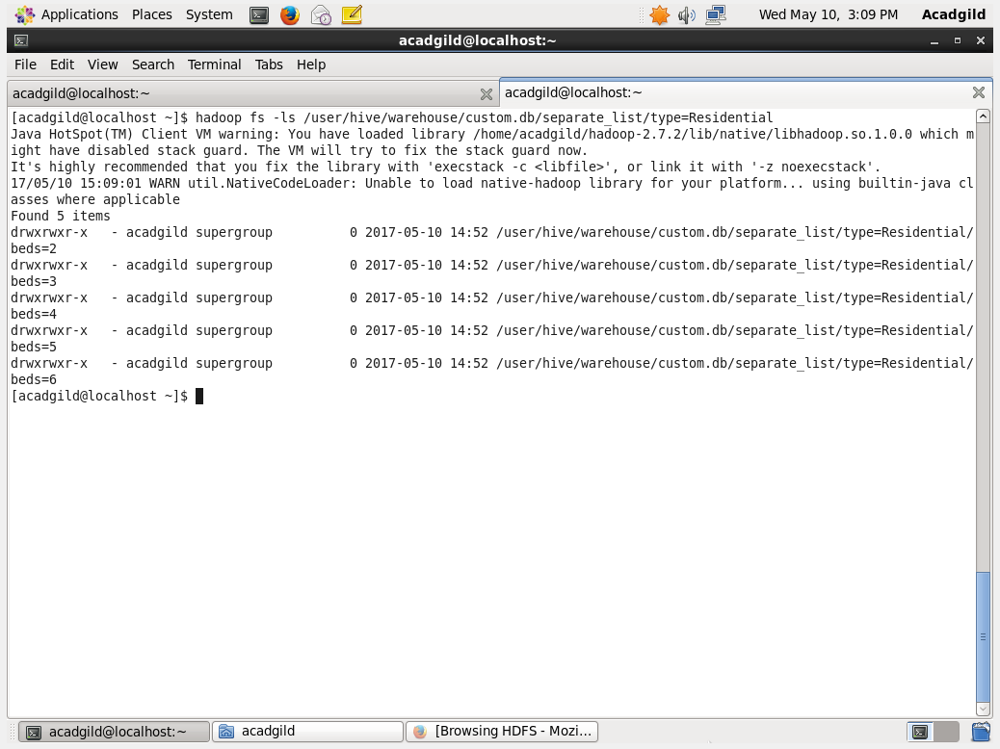 Applications Places System Wed May 10, 3:09 PM Acadgild
acadgild@localhost:~
File Edit View Search Terminal Tabs Help
acadgild@localhost:~ acadgild@localhost:~
[acadgild@localhost ~]$ hadoop fs -ls /user/hive/warehouse/custom.db/separate_list/type=Residential
Java HotSpot(TM) Client VM warning: You have loaded library /home/acadgild/hadoop-2.7.2/lib/native/libhadoop.so.1.0.0 which m
ight have disabled stack guard. The VM will try to fix the stack guard now.
It's highly recommended that you fix the library with 'execstack -c <libfile>', or link it with '-z noexecstack'.
17/05/10 15:09:01 WARN util.NativeCodeLoader: Unable to load native-hadoop library for your platform... using builtin-java cl
asses where applicable
Found 5 items
drwxrwxr-x   - acadgild supergroup          0 2017-05-10 14:52 /user/hive/warehouse/custom.db/separate_list/type=Residential/
beds=2
drwxrwxr-x   - acadgild supergroup          0 2017-05-10 14:52 /user/hive/warehouse/custom.db/separate_list/type=Residential/
beds=3
drwxrwxr-x   - acadgild supergroup          0 2017-05-10 14:52 /user/hive/warehouse/custom.db/separate_list/type=Residential/
beds=4
drwxrwxr-x   - acadgild supergroup          0 2017-05-10 14:52 /user/hive/warehouse/custom.db/separate_list/type=Residential/
beds=5
drwxrwxr-x   - acadgild supergroup          0 2017-05-10 14:52 /user/hive/warehouse/custom.db/separate_list/type=Residential/
beds=6
[acadgild@localhost ~]$
acadgild@localhost:~ acadgild [Browsing HDFS - Mozi...